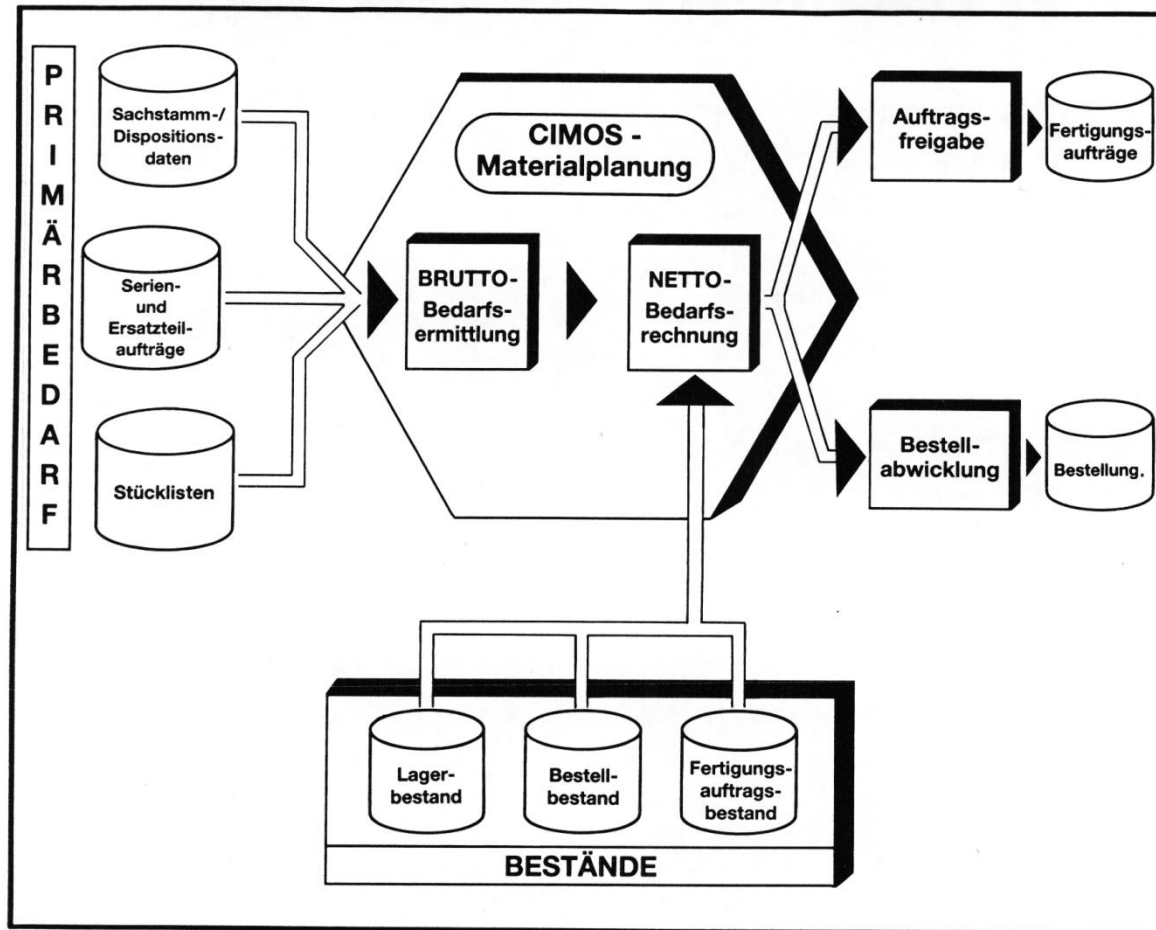 PRIMÄRBEDARF
Sachstamm-/
Dispositions-
daten
Serien-
und
Ersatzteil-
aufträge
Stücklisten
CIMOS -
Materialplanung
BRUTTO-
Bedarfs-
ermittlung
NETTO-
Bedarfs-
rechnung
Auftrags-
freigabe
Fertigungs-
aufträge
Bestell-
abwicklung
Bestellung.
Lager-
bestand
Bestell-
bestand
Fertigungs-
auftrags-
bestand
BESTÄNDE